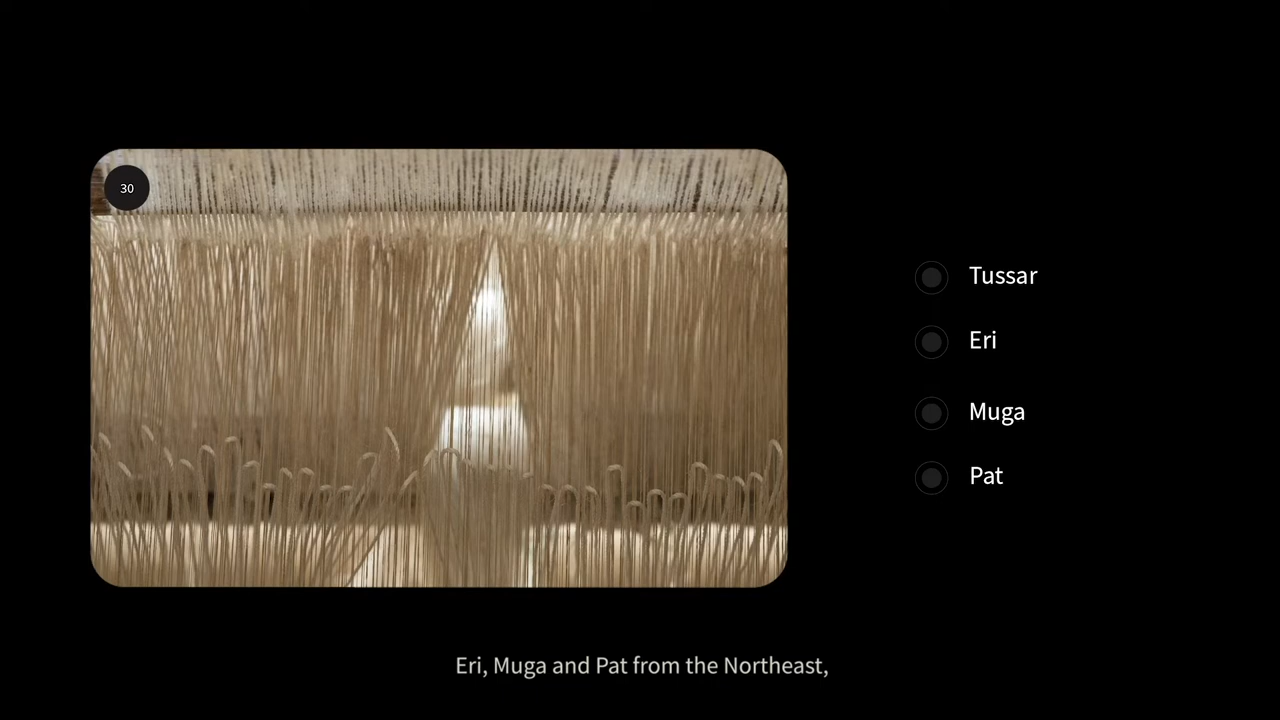 30
Tussar
Eri
Muga
Pat
Eri, Muga and Pat from the Northeast,